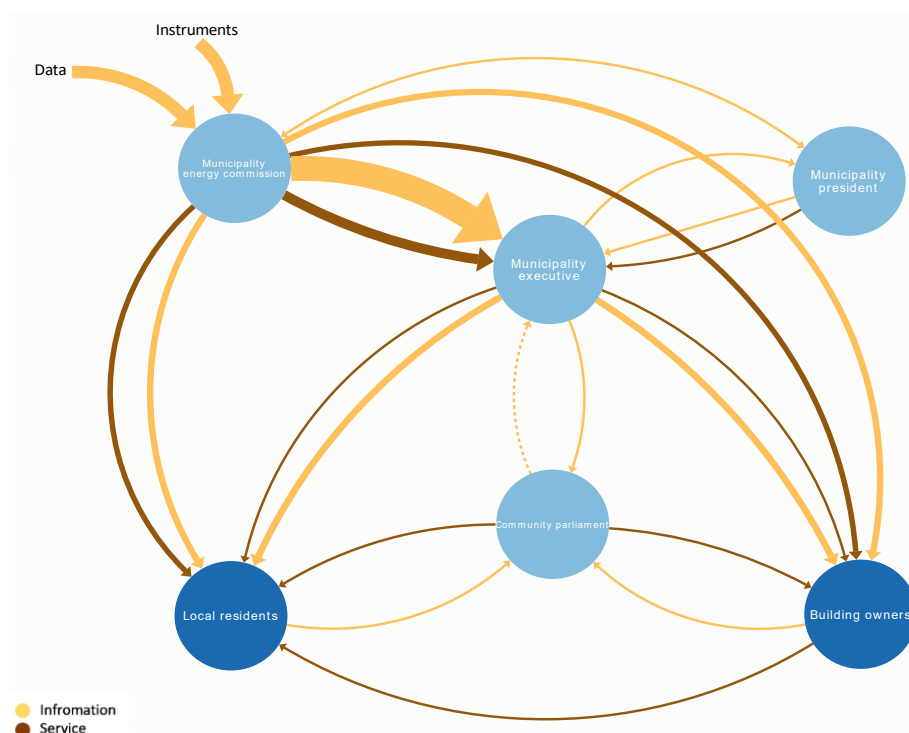 Instruments
Data
Municipality
energy commission
Municipality
president
Municipality
executive
Community parliament
Local residents
Building owners
Infromation
Service